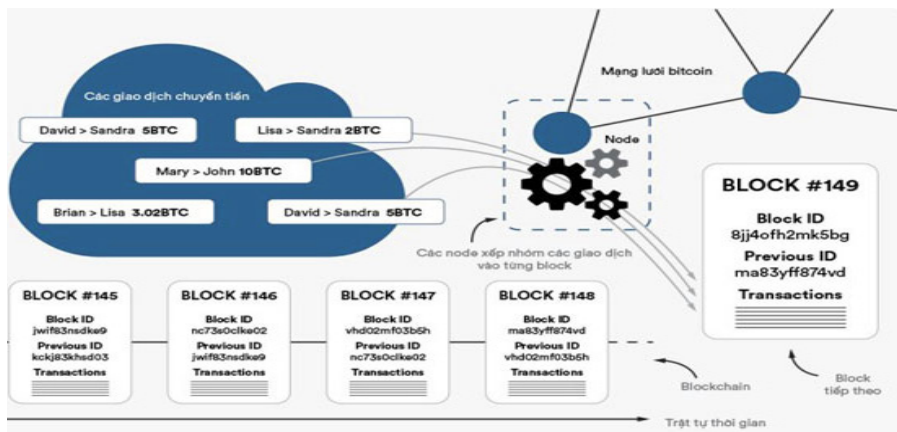 Các giao dịch chuyển tiền
David > Sandra 5BTC
Lisa > Sandra 2BTC
Mary > John 10BTC
Brian > Lisa 3.02BTC
David > Sandra 5BTC
Mạng lưới bitcoin
Node
Các node xếp nhóm các giao dịch
vào từng block
BLOCK #149
Block ID
8jj4ofh2mk5bg
Previous ID
ma83yff874vd
Transactions
BLOCK #145
Block ID
jwif83nsdke9
Previous ID
kckj83khsd03
Transactions
BLOCK #146
Block ID
nc73s0clke02
Previous ID
jwif83nsdke9
Transactions
BLOCK #147
Block ID
vhd02mf03b5h
Previous ID
nc73s0clke02
Transactions
BLOCK #148
Block ID
ma83yff874vd
Previous ID
vhd02mf03b5h
Transactions
Blockchain
Block
tiếp theo
Trật tự thời gian